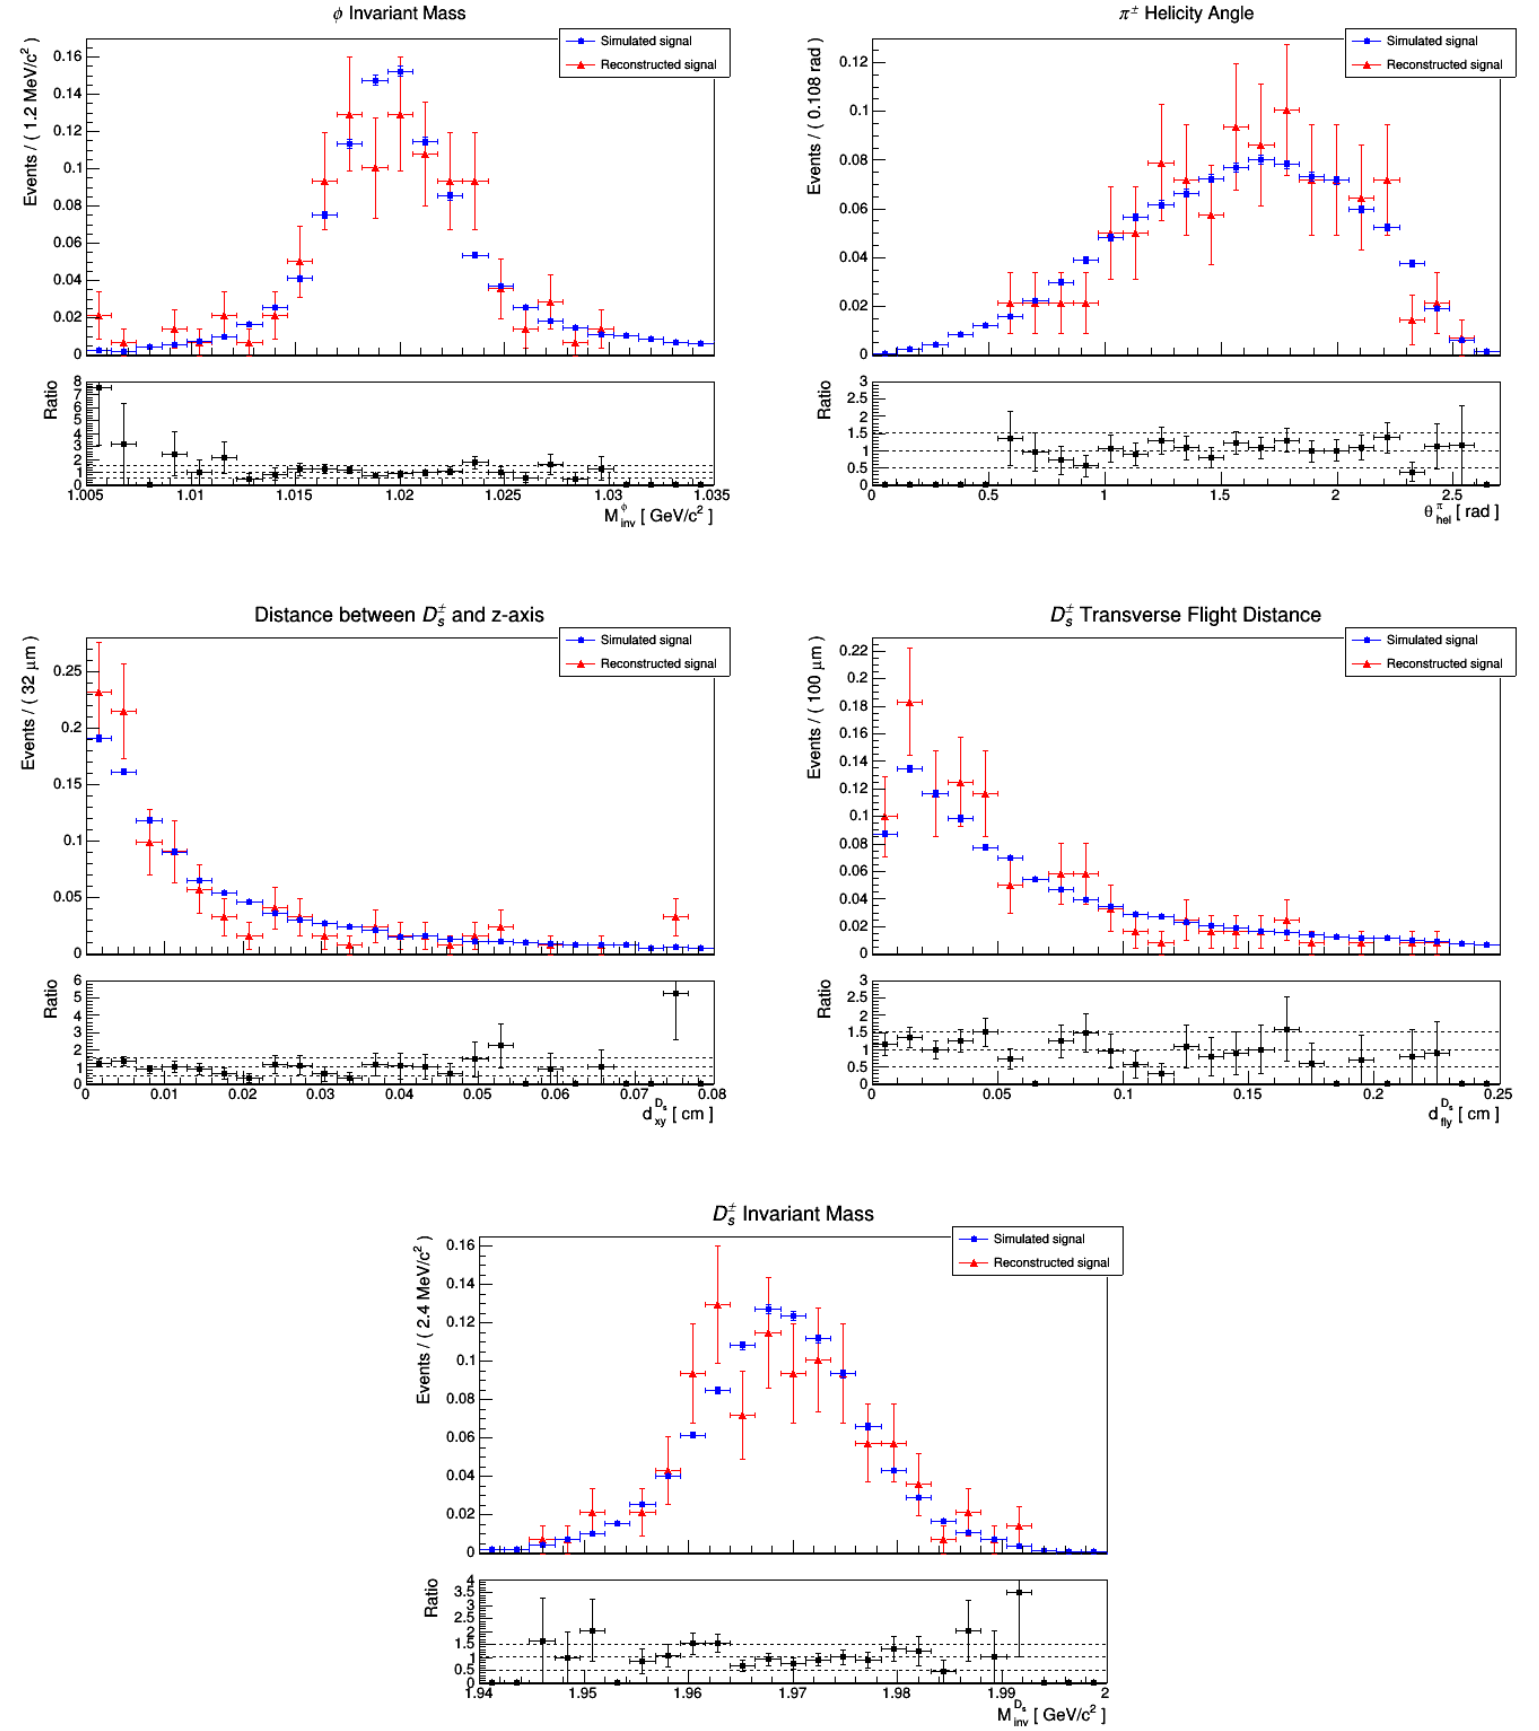 ϕ Invariant Mass
Events / ( 1.2 MeV/c²  )
Simulated signal
Reconstructed signal
0.16
0.14
0.12
0.1
0.08
0.06
0.04
0.02
0
Ratio
8
7
6
5
4
3
2
1
0
1.005 1.01 1.015 1.02 1.025 1.03 1.035
M^ϕ_inv [ GeV/c² ]
π± Helicity Angle
Events / ( 0.108 rad )
Simulated signal
Reconstructed signal
0.12
0.1
0.08
0.06
0.04
0.02
0
Ratio
3
2.5
2
1.5
1
0.5
0 0.5 1 1.5 2 2.5
θ^π_hel [ rad ]
Distance between D_s^± and z-axis
Events / ( 32 μm )
Simulated signal
Reconstructed signal
0.25
0.2
0.15
0.1
0.05
0
Ratio
6
5
4
3
2
1
0
0 0.01 0.02 0.03 0.04 0.05 0.06 0.07 0.08
d^{D_s}_xy [ cm ]
D_s^± Transverse Flight Distance
Events / ( 100 μm )
Simulated signal
Reconstructed signal
0.22
0.2
0.18
0.16
0.14
0.12
0.1
0.08
0.06
0.04
0.02
0
Ratio
3
2.5
2
1.5
1
0.5
0
0 0.05 0.1 0.15 0.2 0.25
d^{D_s}_fly [ cm ]
D_s^± Invariant Mass
Events / ( 2.4 MeV/c² )
Simulated signal
Reconstructed signal
0.16
0.14
0.12
0.1
0.08
0.06
0.04
0.02
0
Ratio
4
3.5
3
2.5
2
1.5
1
0.5
1.94 1.95 1.96 1.97 1.98 1.99 2
M^{D_s}_inv [ GeV/c² ]